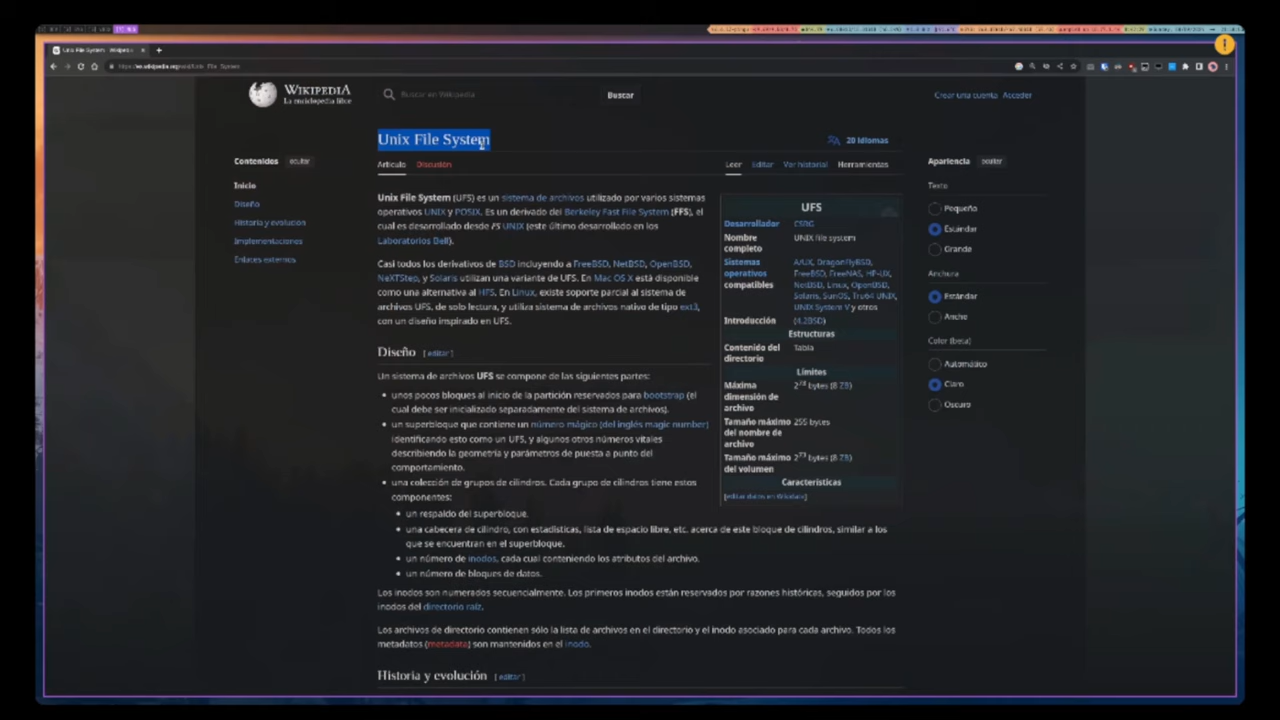 Unix File System - Wikipedi
WIKIPEDIA
La enciclopedia libre
Buscar en Wikipedia
Buscar
Crear una cuenta Acceder
Unix File System
20 idiomas
Artículo Discusión
Leer Editar Ver historial Herramientas
Contenidos ocultar
Inicio
Diseño
Historia y evolución
Implementaciones
Enlaces externos
Unix File System (UFS) es un sistema de archivos utilizado por varios sistemas
operativos UNIX y POSIX. Es un derivado del Berkeley Fast File System (FFS), el
cual es desarrollado desde FS UNIX (este último desarrollado en los
Laboratorios Bell).
Casi todos los derivativos de BSD incluyendo a FreeBSD, NetBSD, OpenBSD,
NeXTStep, y Solaris utilizan una variante de UFS. En Mac OS X está disponible
como una alternativa al HFS. En Linux, existe soporte parcial al sistema de
archivos UFS, de solo lectura, y utiliza sistema de archivos nativo de tipo ext3,
con un diseño inspirado en UFS.
Diseño [editar]
Un sistema de archivos UFS se compone de las siguientes partes:
unos pocos bloques al inicio de la partición reservados para bootstrap (el
cual debe ser inicializado separadamente del sistema de archivos).
un superbloque que contiene un número mágico (del inglés magic number)
identificando esto como un UFS, y algunos otros números vitales
describiendo la geometría y parámetros de puesta a punto del
comportamiento.
una colección de grupos de cilindros. Cada grupo de cilindros tiene estos
componentes:
un respaldo del superbloque.
una cabecera de cilindro, con estadísticas, lista de espacio libre, etc. acerca de este bloque de cilindros, similar a los
que se encuentran en el superbloque.
un número de inodos, cada cual conteniendo los atributos del archivo.
un número de bloques de datos.
Los inodos son numerados secuencialmente. Los primeros inodos están reservados por razones históricas, seguidos por los
inodos del directorio raíz.
Los archivos de directorio contienen sólo la lista de archivos en el directorio y el inodo asociado para cada archivo. Todos los
metadatos (metadata) son mantenidos en el inodo.
Historia y evolución [editar]
UFS
Desarrollador CSRG
Nombre completo UNIX file system
Sistemas operativos compatibles A/UX, DragonflyBSD,
FreeBSD, FreeNAS, HP-UX,
NetBSD, Linux, OpenBSD,
Solaris, SunOS, Tru64 UNIX,
UNIX System V y otros
Introducción (4.2BSD)
Estructuras
Contenido del directorio Tabla
Límites
Máxima dimensión de archivo 2⁷³ bytes (8 ZB)
Tamaño máximo del nombre de archivo 255 bytes
Tamaño máximo del volumen 2⁷³ bytes (8 ZB)
Características
[editar datos en Wikidata]
Apariencia ocultar
Texto
Pequeño
Estándar
Grande
Anchura
Estándar
Ancho
Color (beta)
Automático
Claro
Oscuro